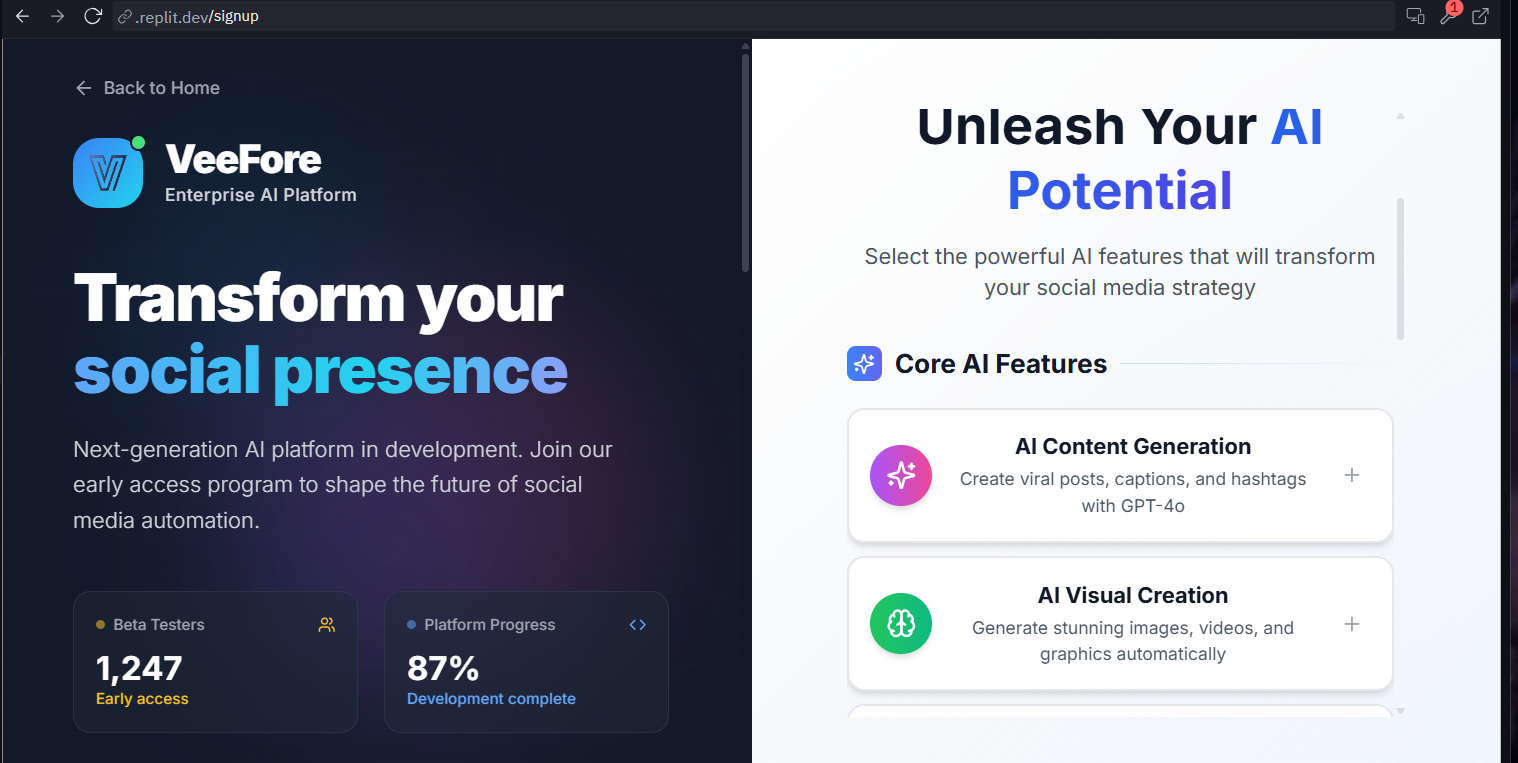 .replit.dev/signup
1
Back to Home
VeeFore
Enterprise AI Platform
Transform your
social presence
Next-generation AI platform in development. Join our
early access program to shape the future of social
media automation.
Beta Testers
1,247
Early access
Platform Progress
87%
Development complete
Unleash Your AI
Potential
Select the powerful AI features that will transform
your social media strategy
Core AI Features
AI Content Generation
Create viral posts, captions, and hashtags
with GPT-4o
AI Visual Creation
Generate stunning images, videos, and
graphics automatically